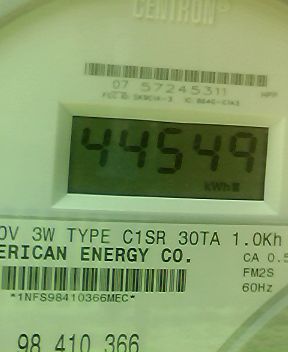 CENTRON®
07 57245311
44549
kWh
0V 3W TYPE C1SR 30TA 1.0Kh
ERICAN ENERGY CO.
CA 0.5
FM2S
*1NFS98410366MEC*
60Hz
98 410 366